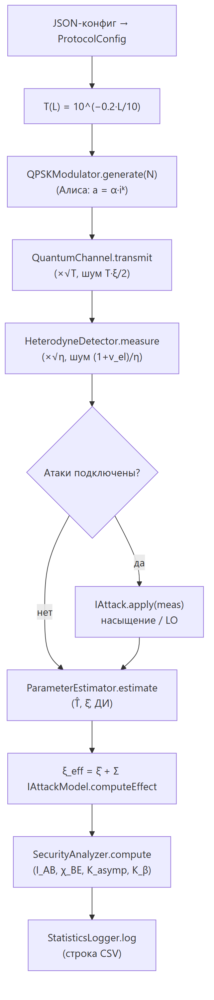 JSON-конфиг →
ProtocolConfig
T(L) = 10^(−0.2·L/10)
QPSKModulator.generate(N)
(Алиса: a = α·iᵏ)
QuantumChannel.transmit
(×√T, шум T·ξ/2)
HeterodyneDetector.measure
(×√η, шум (1+v_el)/η)
Атаки подключены?
да
IAttack.apply(meas)
насыщение / LO
нет
ParameterEstimator.estimate
(T̂, ξ̂, ДИ)
ξ_eff = ξ̂ + Σ
IAttackModel.computeEffect
SecurityAnalyzer.compute
(I_AB, χ_BE, K_asymp, K_β)
StatisticsLogger.log
(строка CSV)